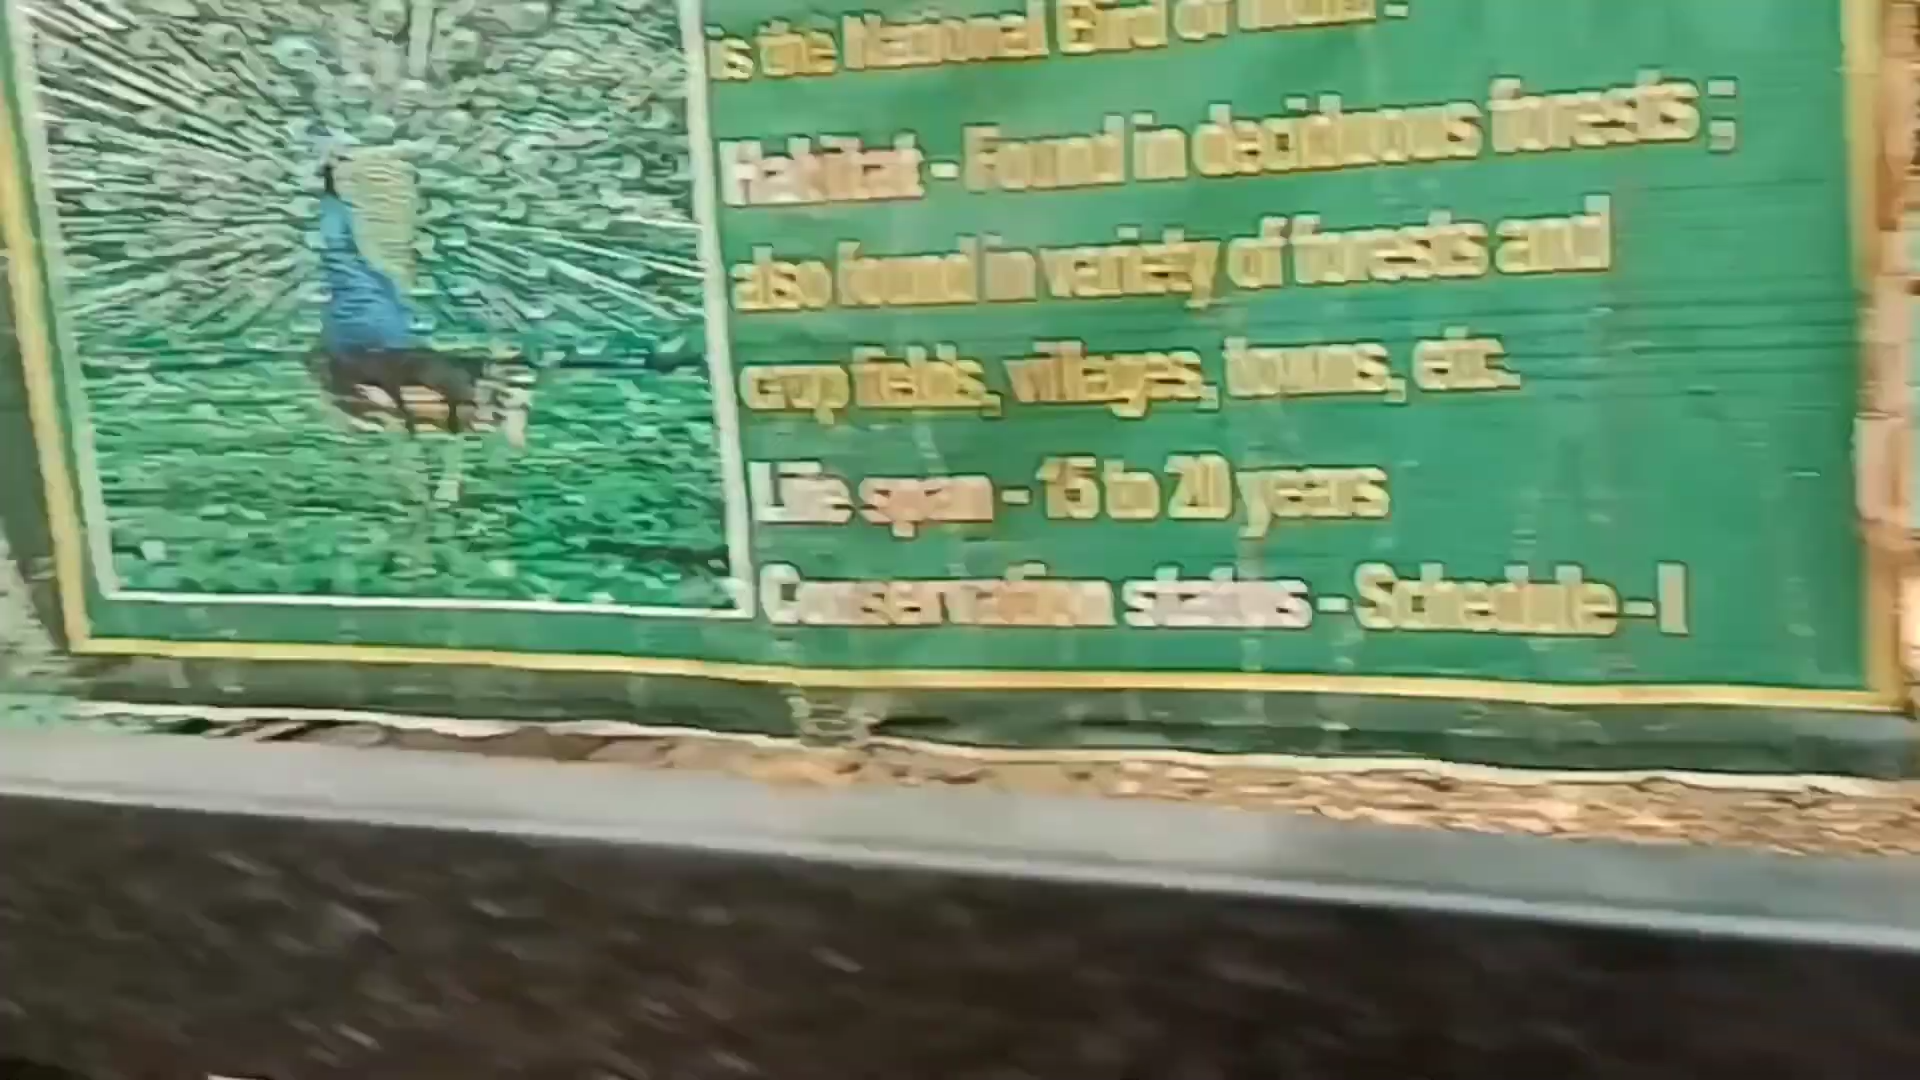 is the National Bird of India.
Habitat - Found in deciduous forests ;
also found in variety of forests and
crop fields, villages, towns, etc.
Life span - 15 to 20 years
Conservation status - Schedule - I